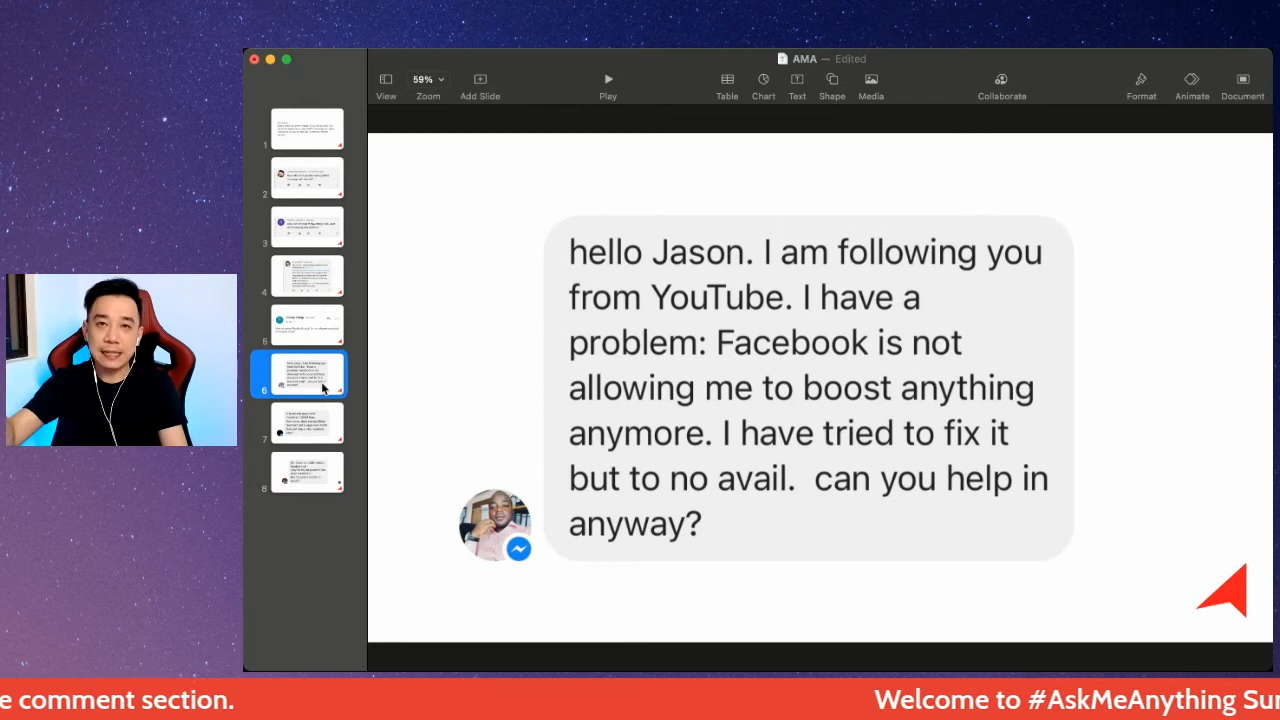 AMA — Edited
59%
View
Zoom
Add Slide
Play
Table
Chart
Text
Shape
Media
Collaborate
Format
Animate
Document
1
2
3
4
5
6
7
8
hello Jason. I am following you
from YouTube. I have a
problem: Facebook is not
allowing me to boost anything
anymore. I have tried to fix it
but to no avail.  can you help in
anyway?
e comment section.
Welcome to #AskMeAnything Sun